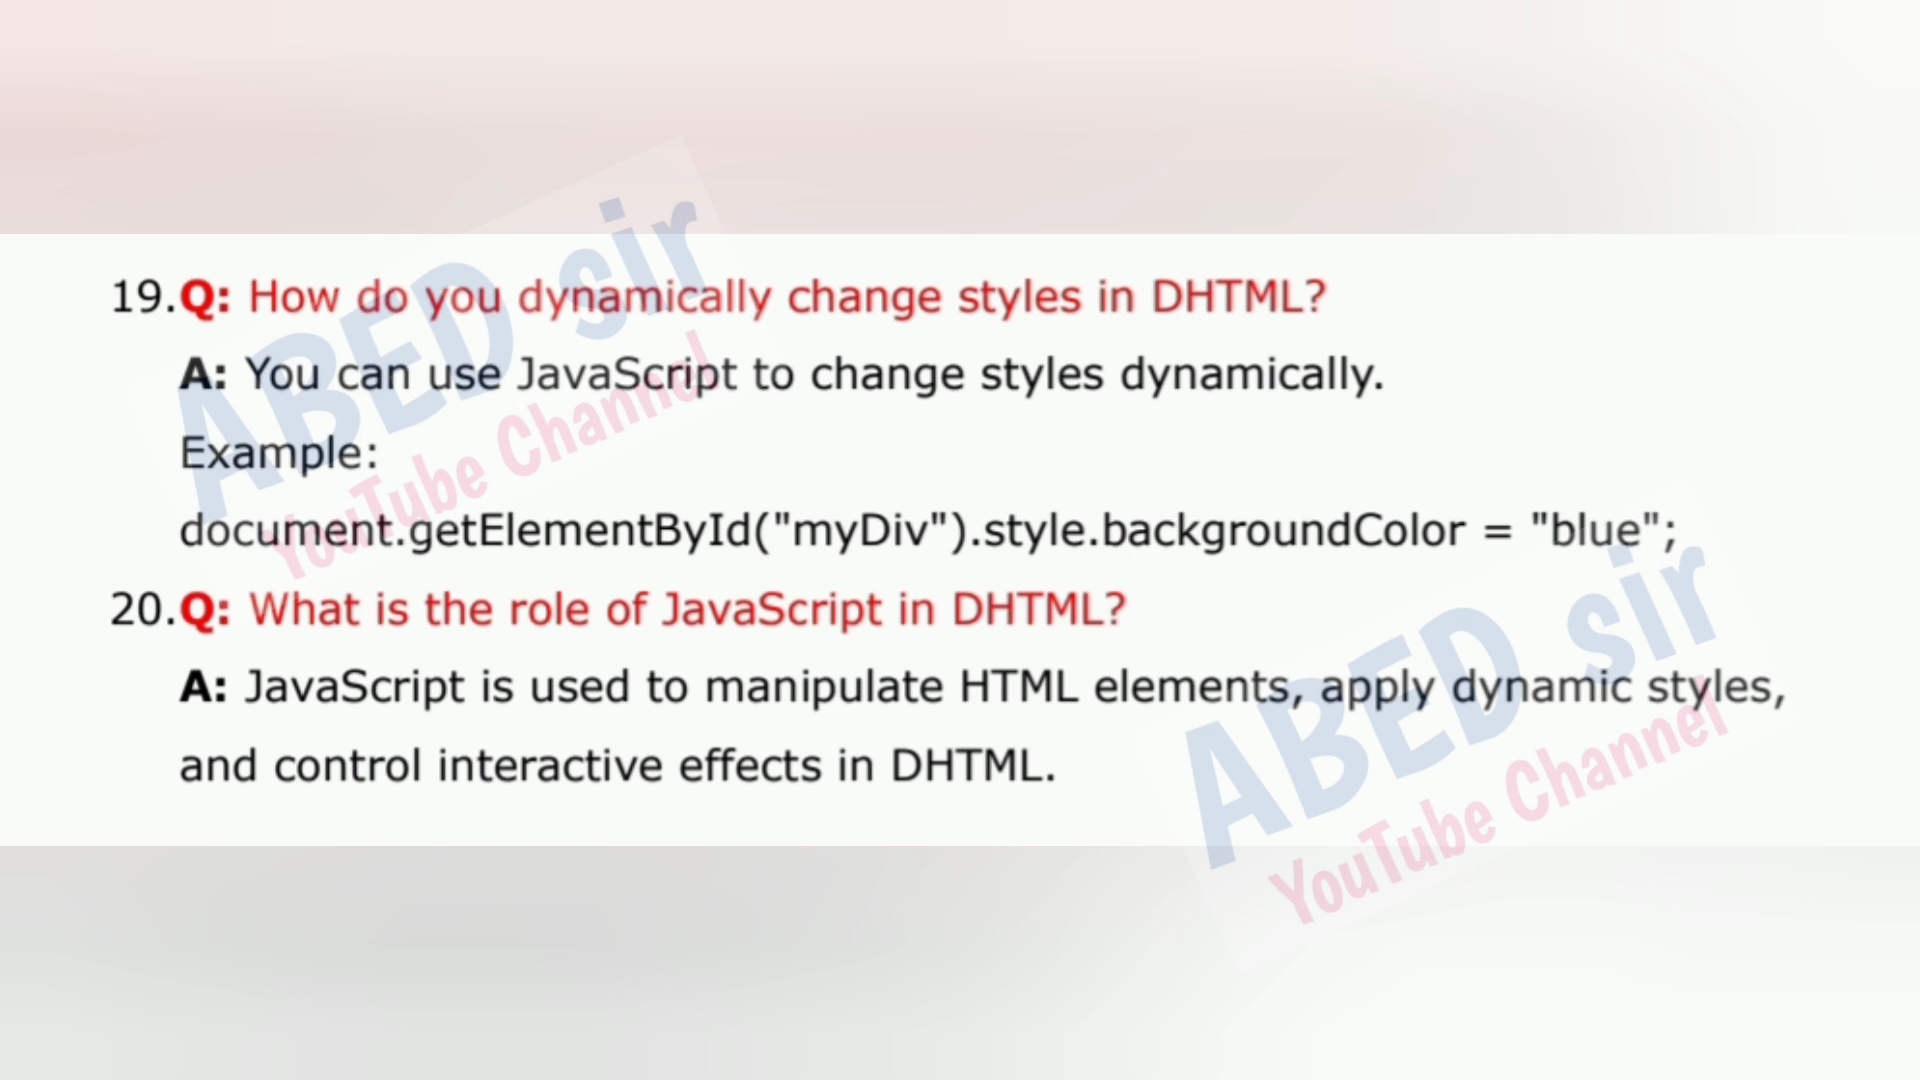 19.Q: How do you dynamically change styles in DHTML?
A: You can use JavaScript to change styles dynamically.
Example:
document.getElementById("myDiv").style.backgroundColor = "blue";
20.Q: What is the role of JavaScript in DHTML?
A: JavaScript is used to manipulate HTML elements, apply dynamic styles,
and control interactive effects in DHTML.
ABED sir
YouTube Channel
ABED sir
YouTube Channel